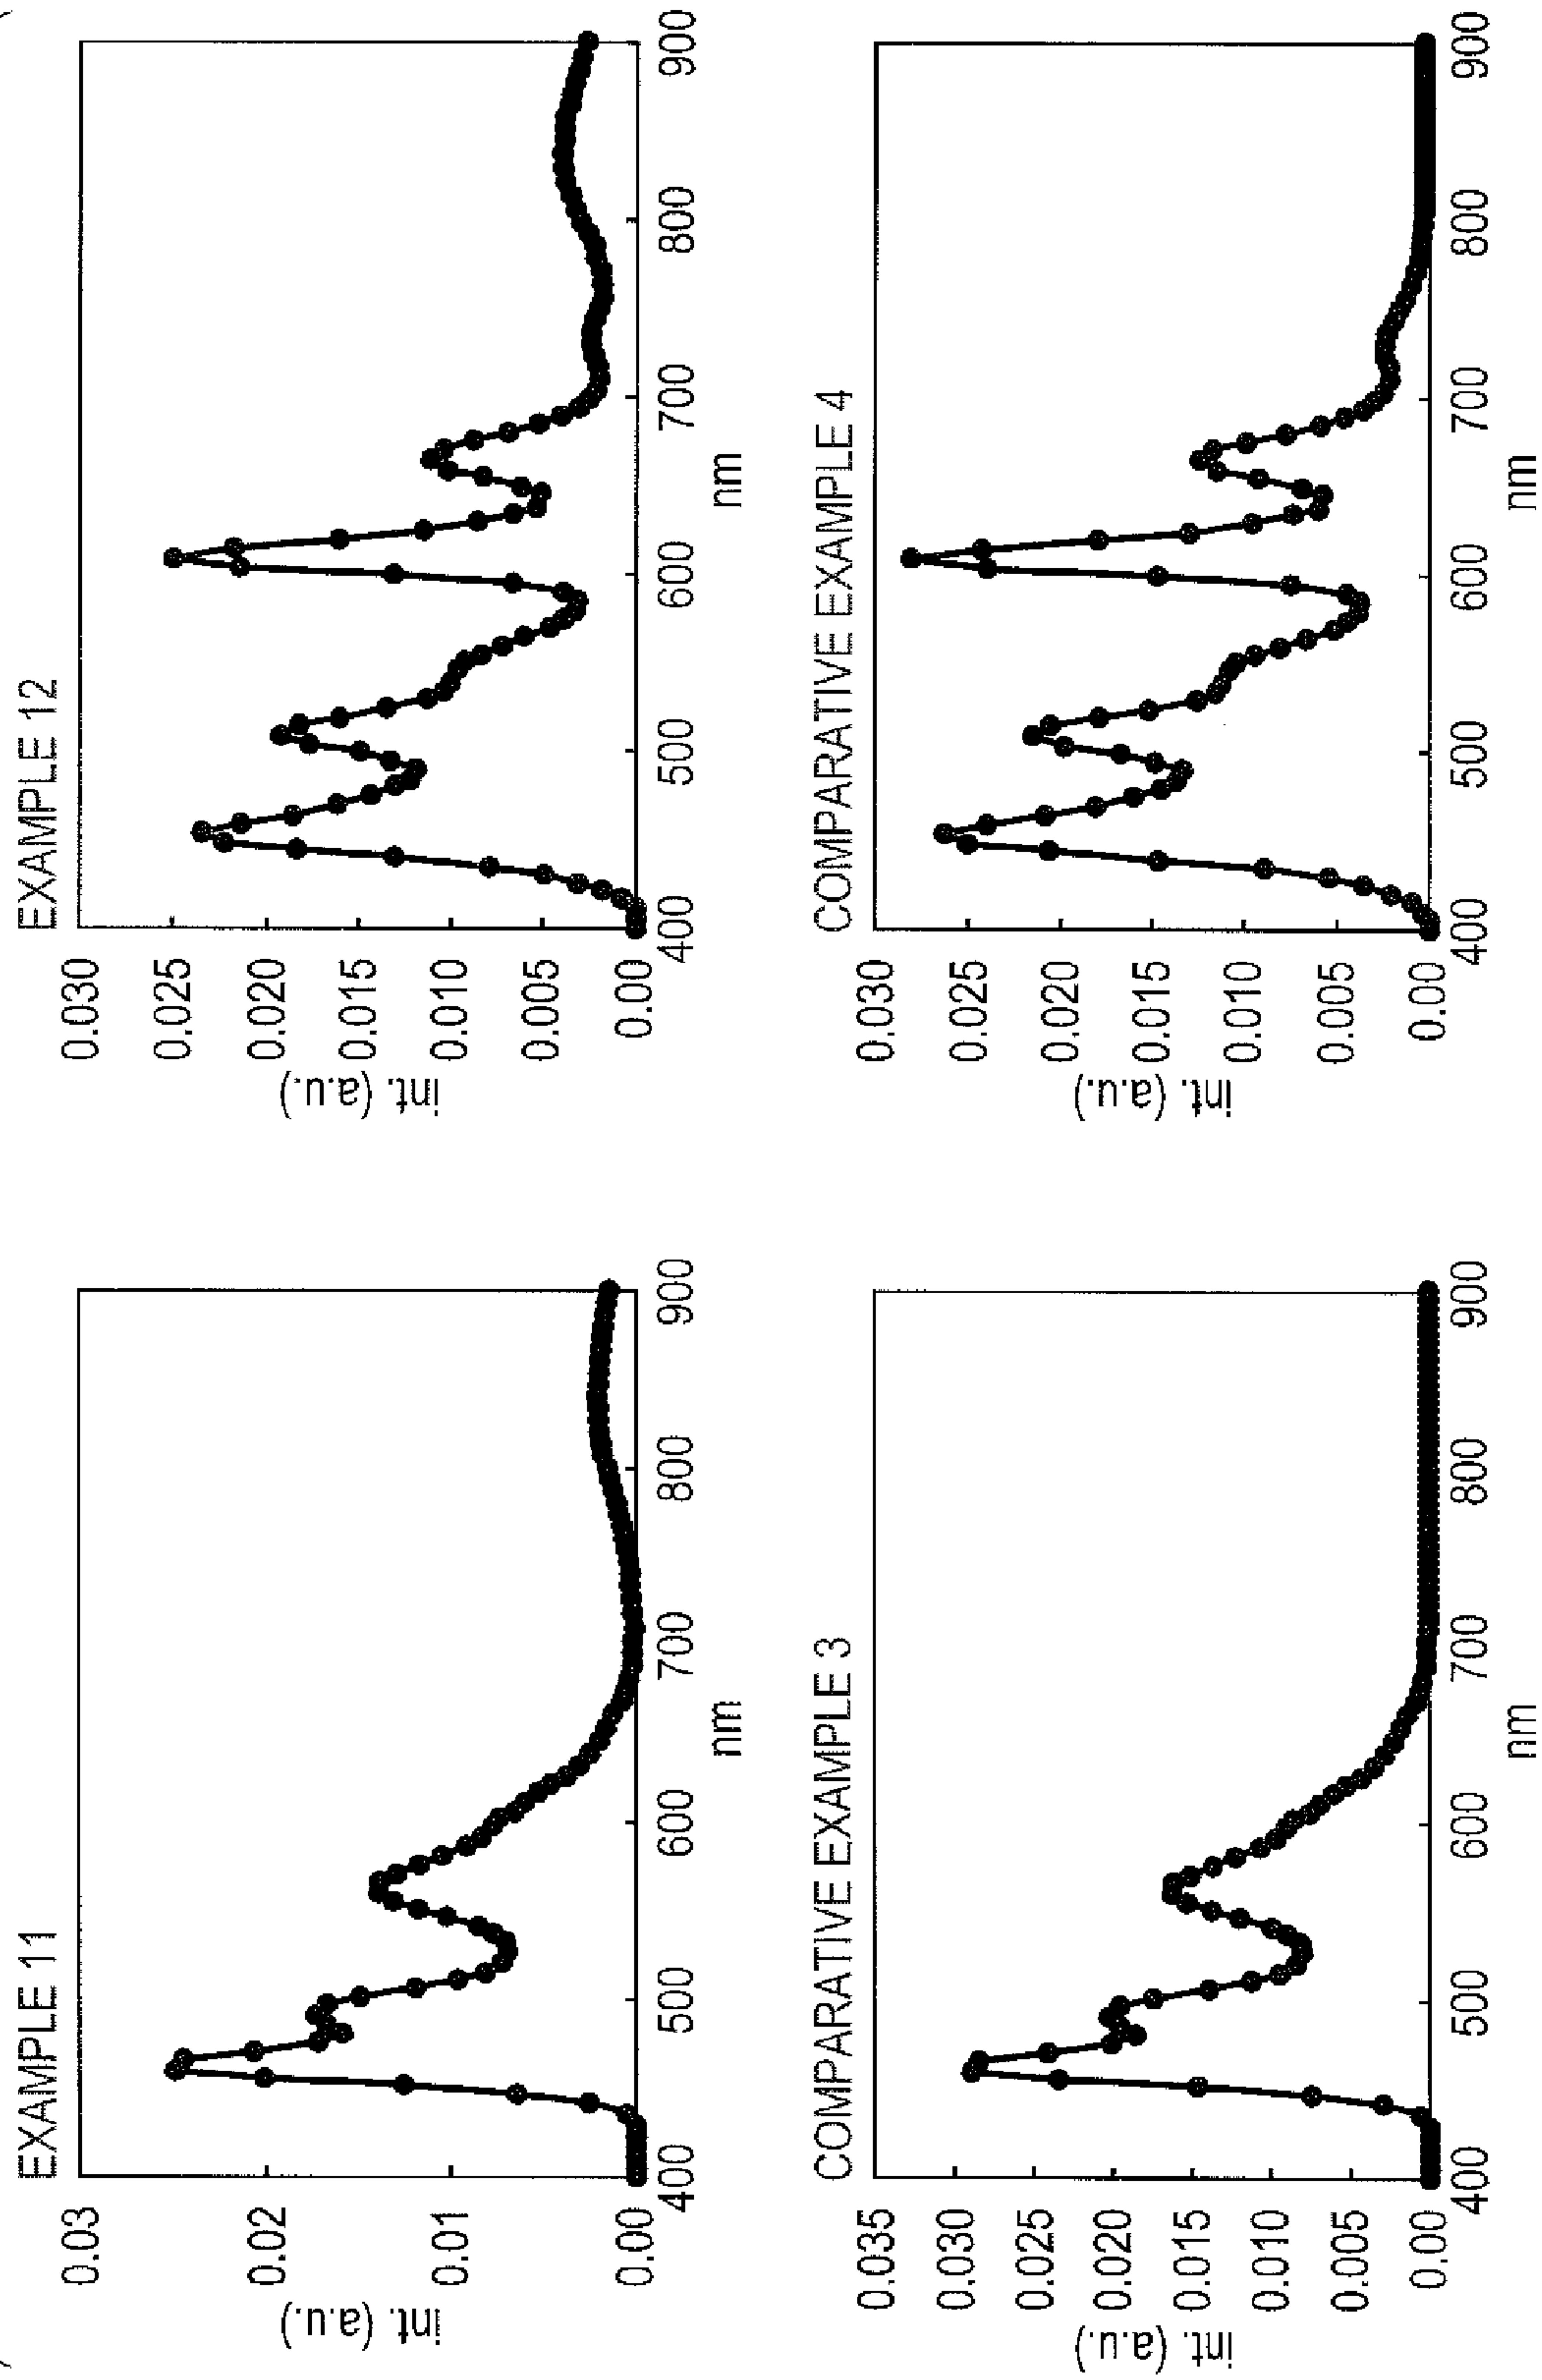 EXAMPLE 11
int. (a.u.)
0.03
0.02
0.01
0.00
400 500 600 700 800 900
nm
EXAMPLE 12
int. (a.u.)
0.030
0.025
0.020
0.015
0.010
0.005
0.00
400 500 600 700 800 900
nm
COMPARATIVE EXAMPLE 3
int. (a.u.)
0.035
0.030
0.025
0.020
0.015
0.010
0.005
0.00
400 500 600 700 800 900
nm
COMPARATIVE EXAMPLE 4
int. (a.u.)
0.030
0.025
0.020
0.015
0.010
0.005
0.00
400 500 600 700 800 900
nm